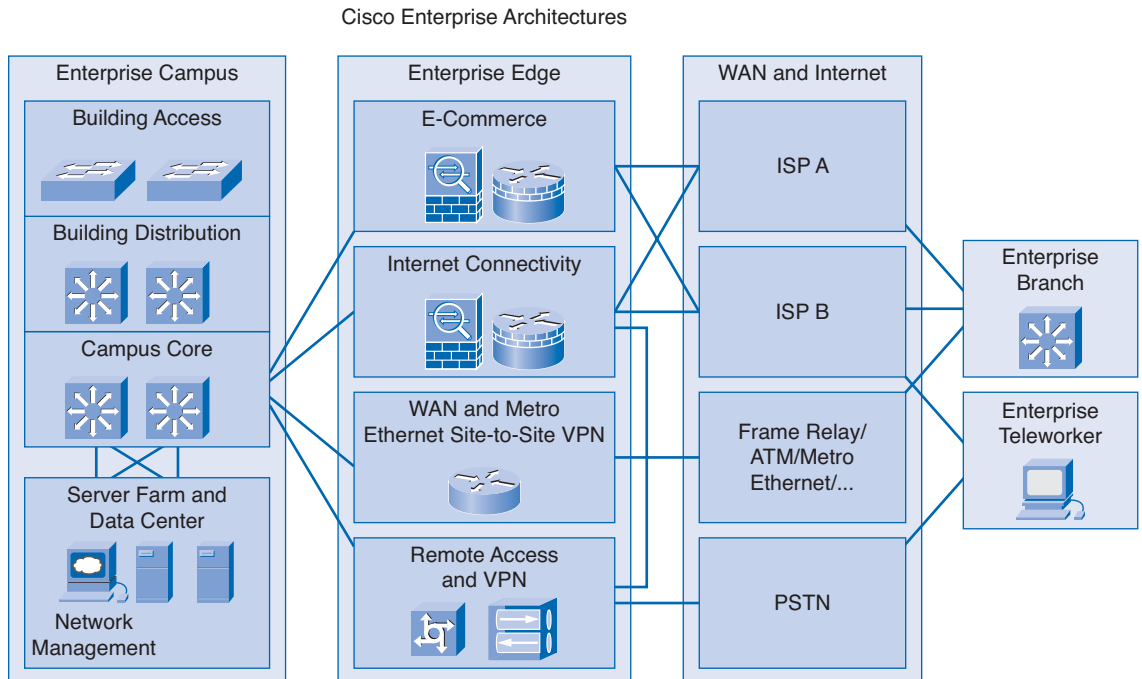 Cisco Enterprise Architectures
Enterprise Campus
Building Access
Building Distribution
Campus Core
Server Farm and
Data Center
Network
Management
Enterprise Edge
E-Commerce
Internet Connectivity
WAN and Metro
Ethernet Site-to-Site VPN
Remote Access
and VPN
WAN and Internet
ISP A
ISP B
Frame Relay/
ATM/Metro
Ethernet/...
PSTN
Enterprise
Branch
Enterprise
Teleworker